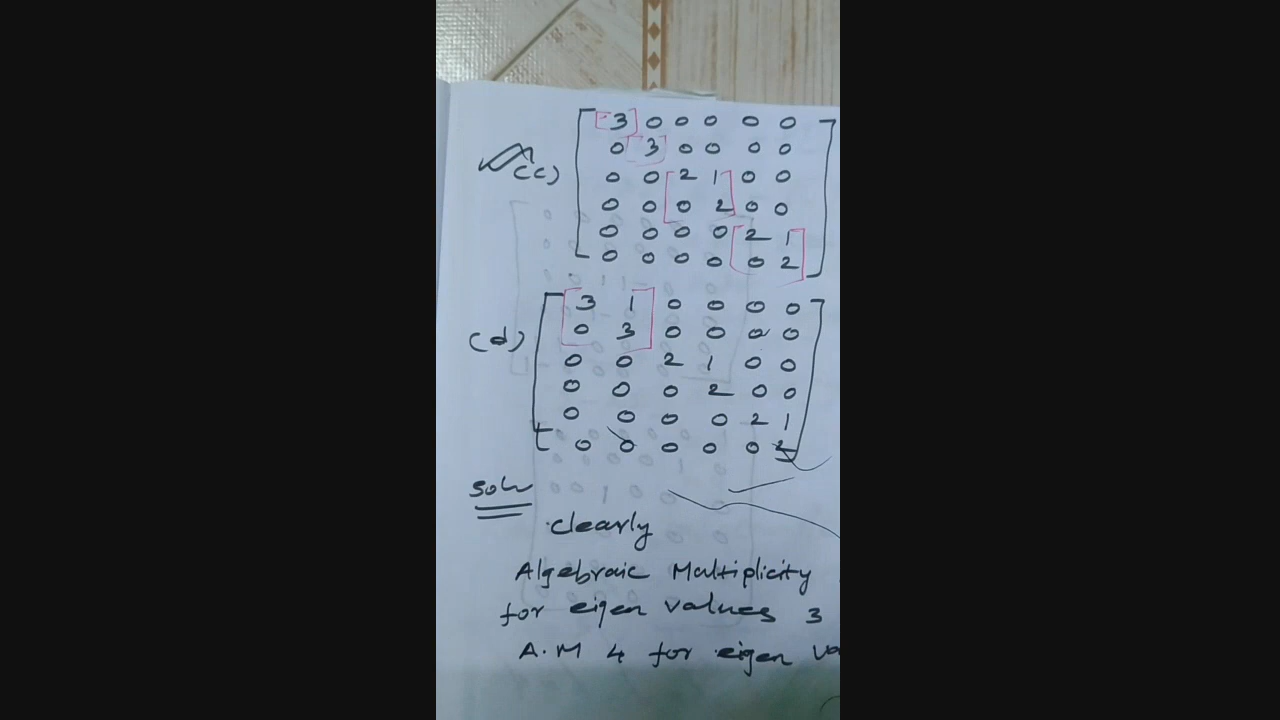 3 0 0 0 0 0
0 3 0 0 0 0
(c) 0 0 2 1 0 0
0 0 0 2 0 0
0 0 0 0 2 1
0 0 0 0 0 2
3 1 0 0 0 0
(d) 0 3 0 0 0 0
0 0 2 1 0 0
0 0 0 2 0 0
0 0 0 0 2 1
0 0 0 0 0 2
Soln
clearly
Algebraic Multiplicity
for eigen values 3
A.M 4 for eigen va